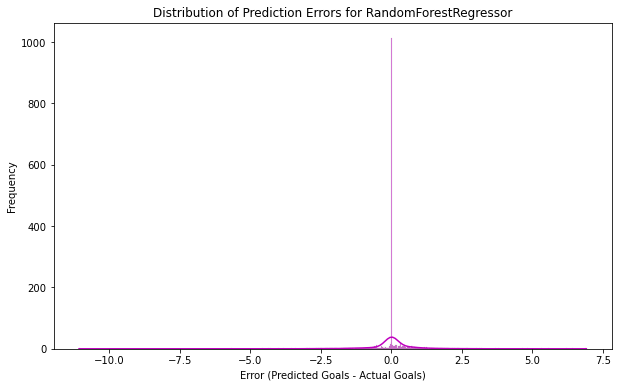 Distribution of Prediction Errors for RandomForestRegressor
1000
800
600
400
200
0
Frequency
−10.0 −7.5 −5.0 −2.5 0.0 2.5 5.0 7.5
Error (Predicted Goals - Actual Goals)